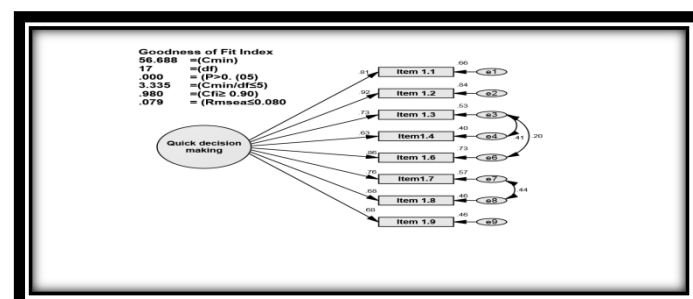 Goodness of Fit Index
56.688 =(Cmin)
17 =(df)
.000 = (P>0. (05)
3.335 =(Cmin/df≤5)
.980 =(Cfi≥ 0.90)
.079 = (Rmsea≤0.080
.81 Item 1.1 .66 e1
.92 Item 1.2 .84 e2
.73 Item 1.3 .53 e3
.63 Item1.4 .40 e4 .41 .20
Quick decision making
.86 Item 1.6 .73 e6
.76 Item1.7 .57 e7
.44
.68 Item 1.8 .46 e8
.68 Item 1.9 .46 e9